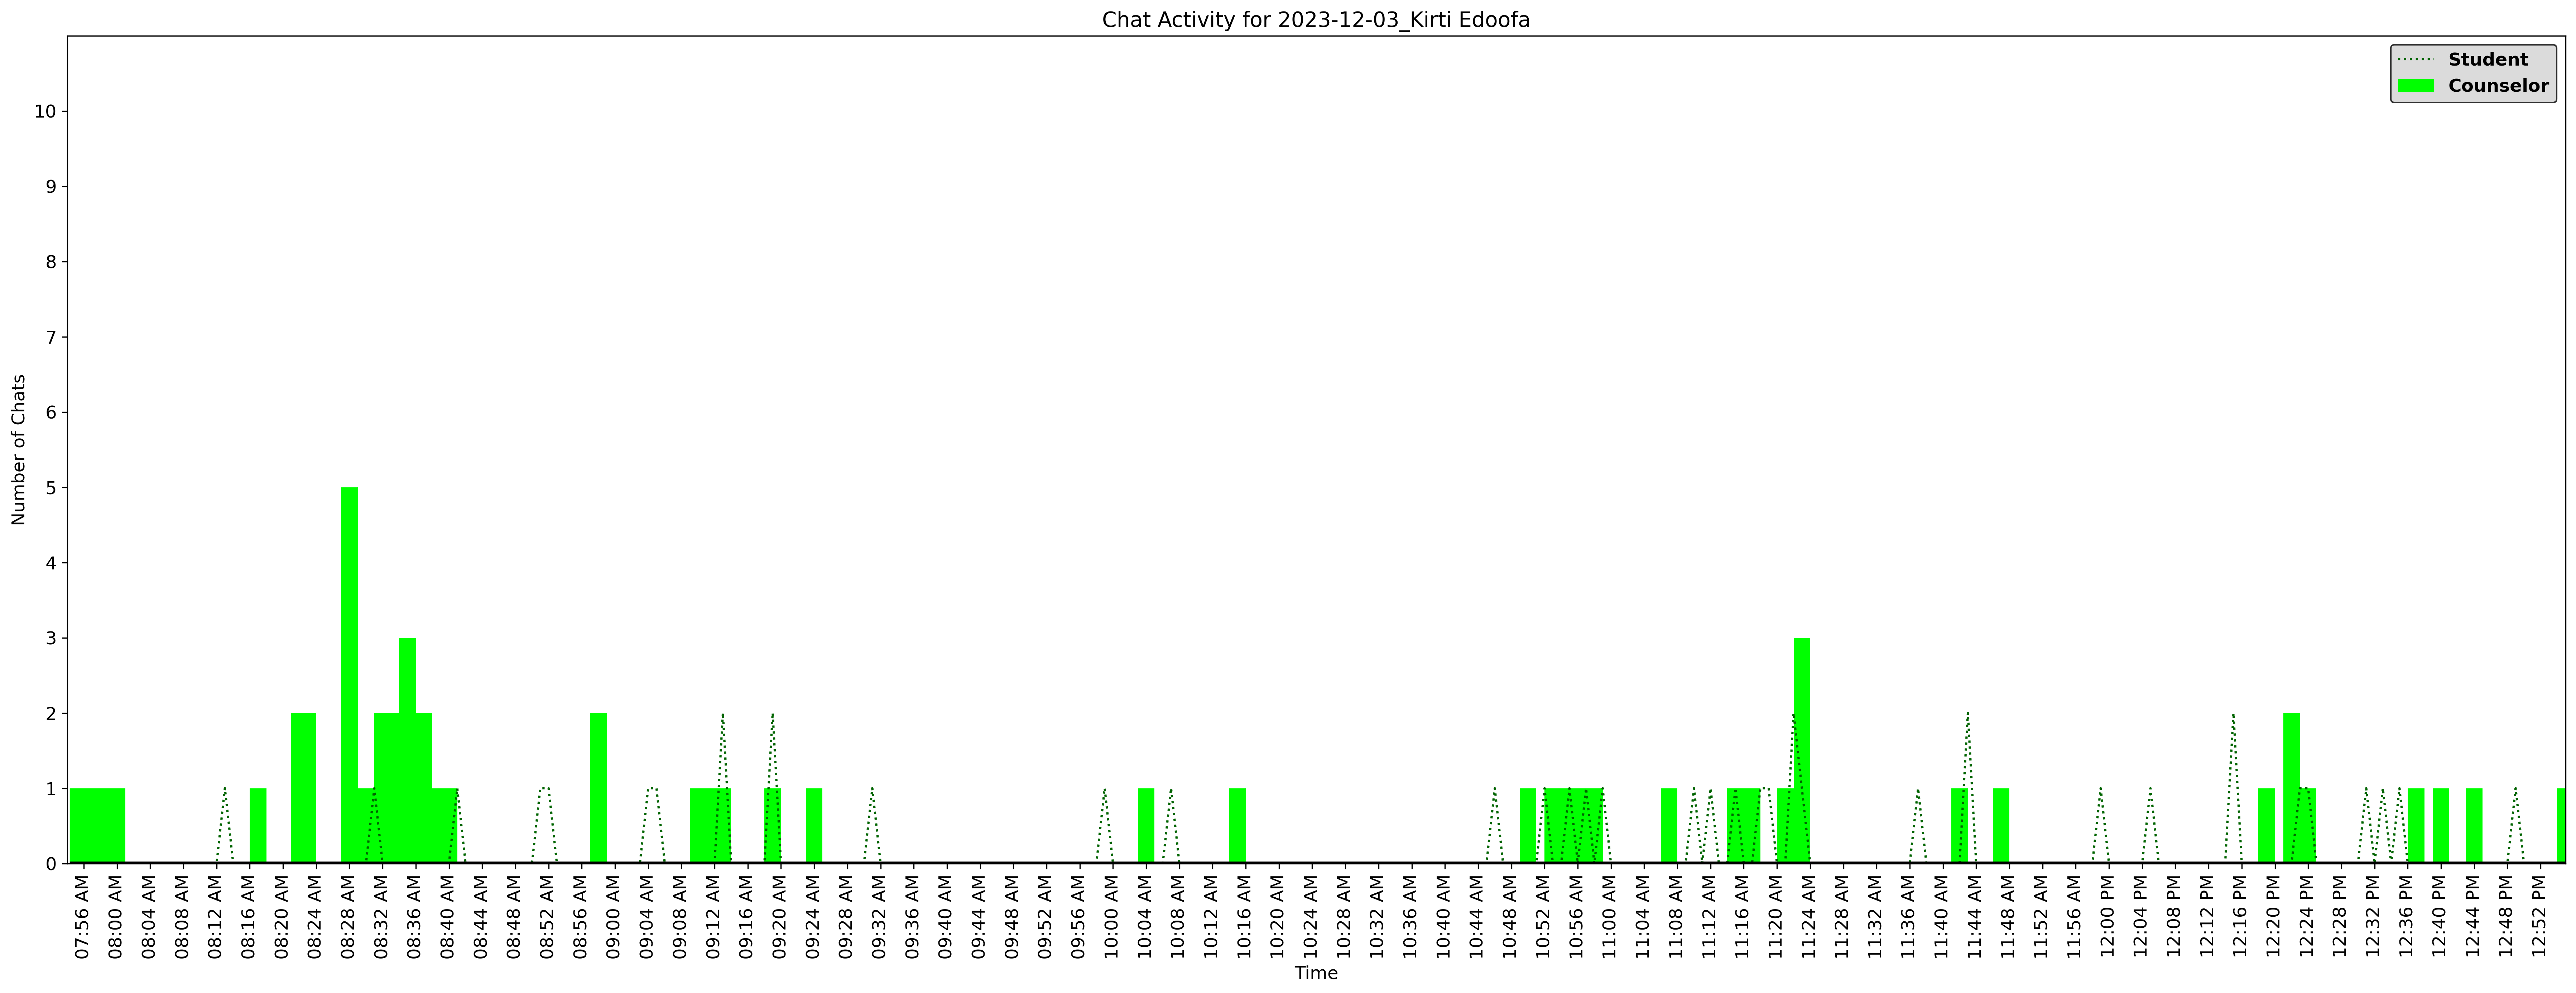 Chat Activity for 2023-12-03_Kirti Edoofa
Student
Counselor
Number of Chats
10
9
8
7
6
5
4
3
2
1
0
07:56 AM
08:00 AM
08:04 AM
08:08 AM
08:12 AM
08:16 AM
08:20 AM
08:24 AM
08:28 AM
08:32 AM
08:36 AM
08:40 AM
08:44 AM
08:48 AM
08:52 AM
08:56 AM
09:00 AM
09:04 AM
09:08 AM
09:12 AM
09:16 AM
09:20 AM
09:24 AM
09:28 AM
09:32 AM
09:36 AM
09:40 AM
09:44 AM
09:48 AM
09:52 AM
09:56 AM
10:00 AM
10:04 AM
10:08 AM
10:12 AM
10:16 AM
10:20 AM
10:24 AM
10:28 AM
10:32 AM
10:36 AM
10:40 AM
10:44 AM
10:48 AM
10:52 AM
10:56 AM
11:00 AM
11:04 AM
11:08 AM
11:12 AM
11:16 AM
11:20 AM
11:24 AM
11:28 AM
11:32 AM
11:36 AM
11:40 AM
11:44 AM
11:48 AM
11:52 AM
11:56 AM
12:00 PM
12:04 PM
12:08 PM
12:12 PM
12:16 PM
12:20 PM
12:24 PM
12:28 PM
12:32 PM
12:36 PM
12:40 PM
12:44 PM
12:48 PM
12:52 PM
Time